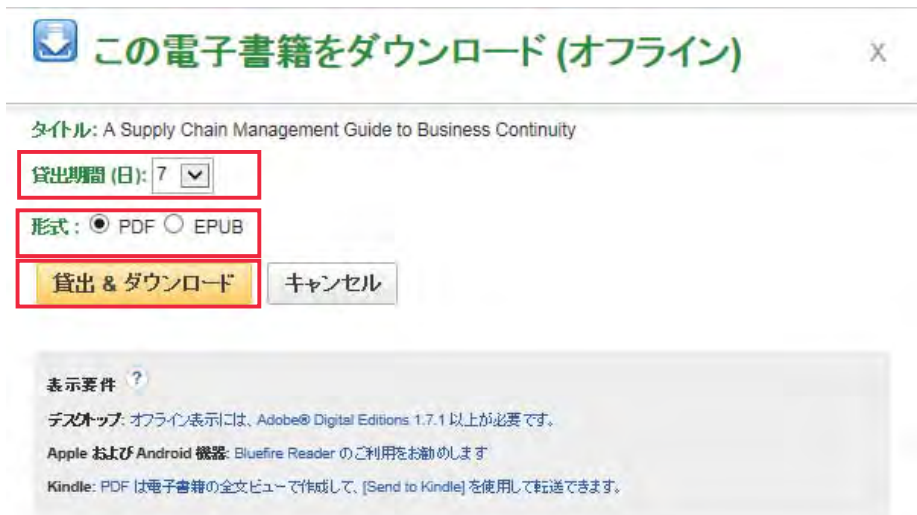 この電子書籍をダウンロード (オフライン) X
タイトル: A Supply Chain Management Guide to Business Continuity
貸出期間 (日): 7
形式 : PDF EPUB
貸出 & ダウンロード キャンセル
表示要件 ?
デスクトップ: オフライン表示には、Adobe® Digital Editions 1.7.1 以上が必要です。
Apple および Android 機器: Bluefire Reader のご利用をお勧めします
Kindle: PDF は電子書籍の全文ビューで作成して、[Send to Kindle] を使用して転送できます。